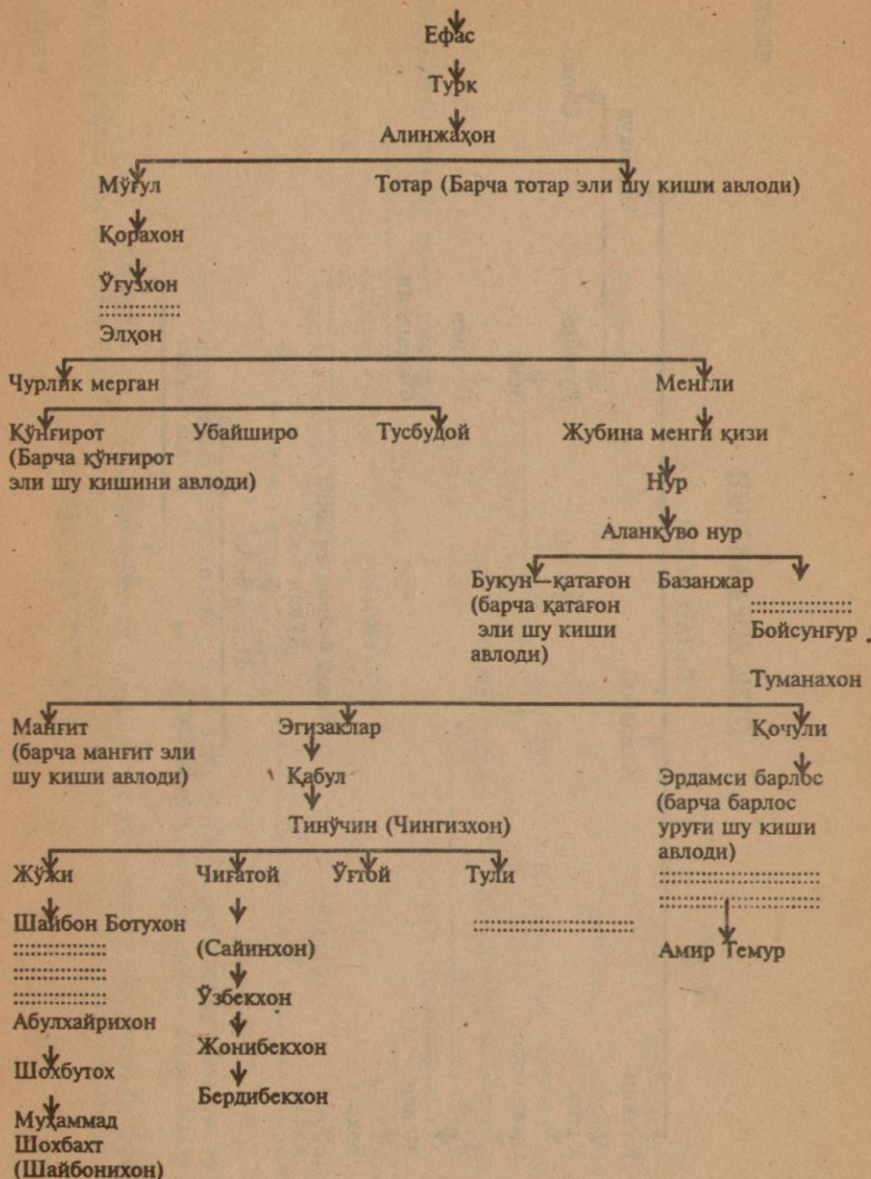 Ефас
Турк
Алинжаҳон
Мўғул Тотар (Барча тотар эли шу киши авлоди)
Қорахон
Ўғузхон
Элҳон
Чурлик мерган Менгли
Қўнғирот Убайширо Тусбудой Жубина менги қизи
(Барча қўнғирот
эли шу кишини авлоди)
Нур
Аланқуво нур
Букун—қатағон Базанжар
(барча қатағон
эли шу киши Бойсунғур
авлоди)
Туманахон
Манғит Эгизаклар Қочули
(барча манғит эли
шу киши авлоди) Қабул Эрдамси барлос
(барча барлос
Тинўчин (Чингизхон) уруғи шу киши
авлоди)
Жўжи Чиғатой Ўғтой Тули
Шайбон Ботухон
(Сайинхон) Амир Темур
Ўзбекхон
Абулхайрихон
Жонибекхон
Шохбутох
Бердибекхон
Муҳаммад
Шохбахт
(Шайбонихон)